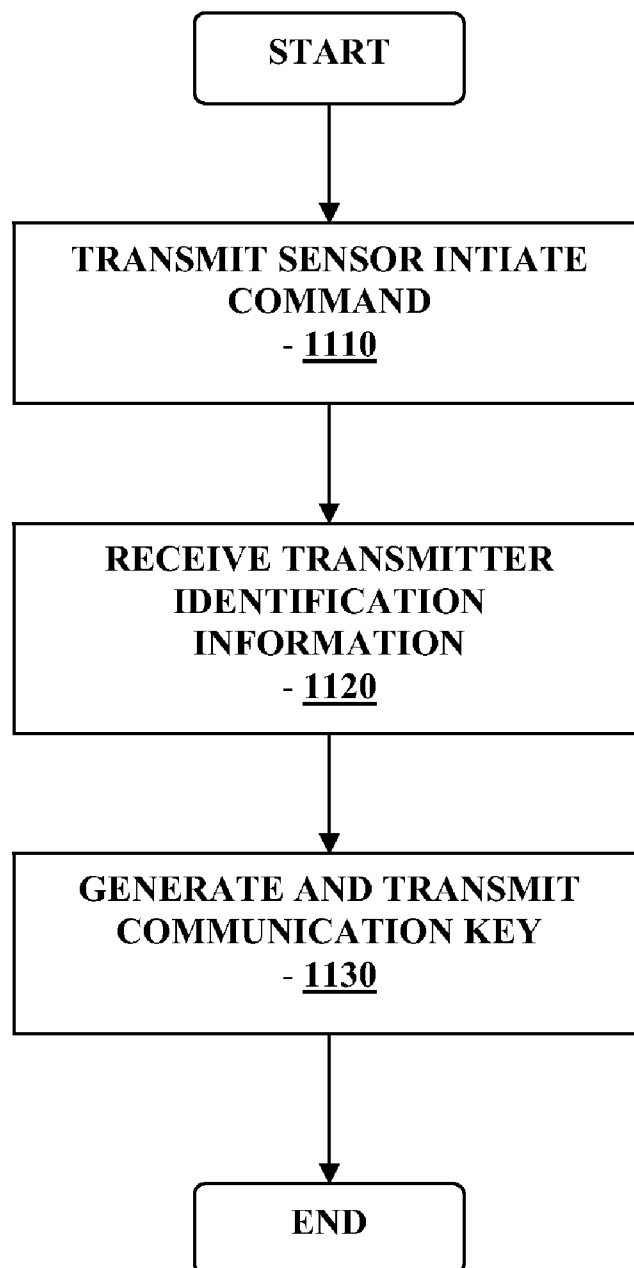 START
TRANSMIT SENSOR INTIATE
COMMAND
- 1110
RECEIVE TRANSMITTER
IDENTIFICATION
INFORMATION
- 1120
GENERATE AND TRANSMIT
COMMUNICATION KEY
- 1130
END